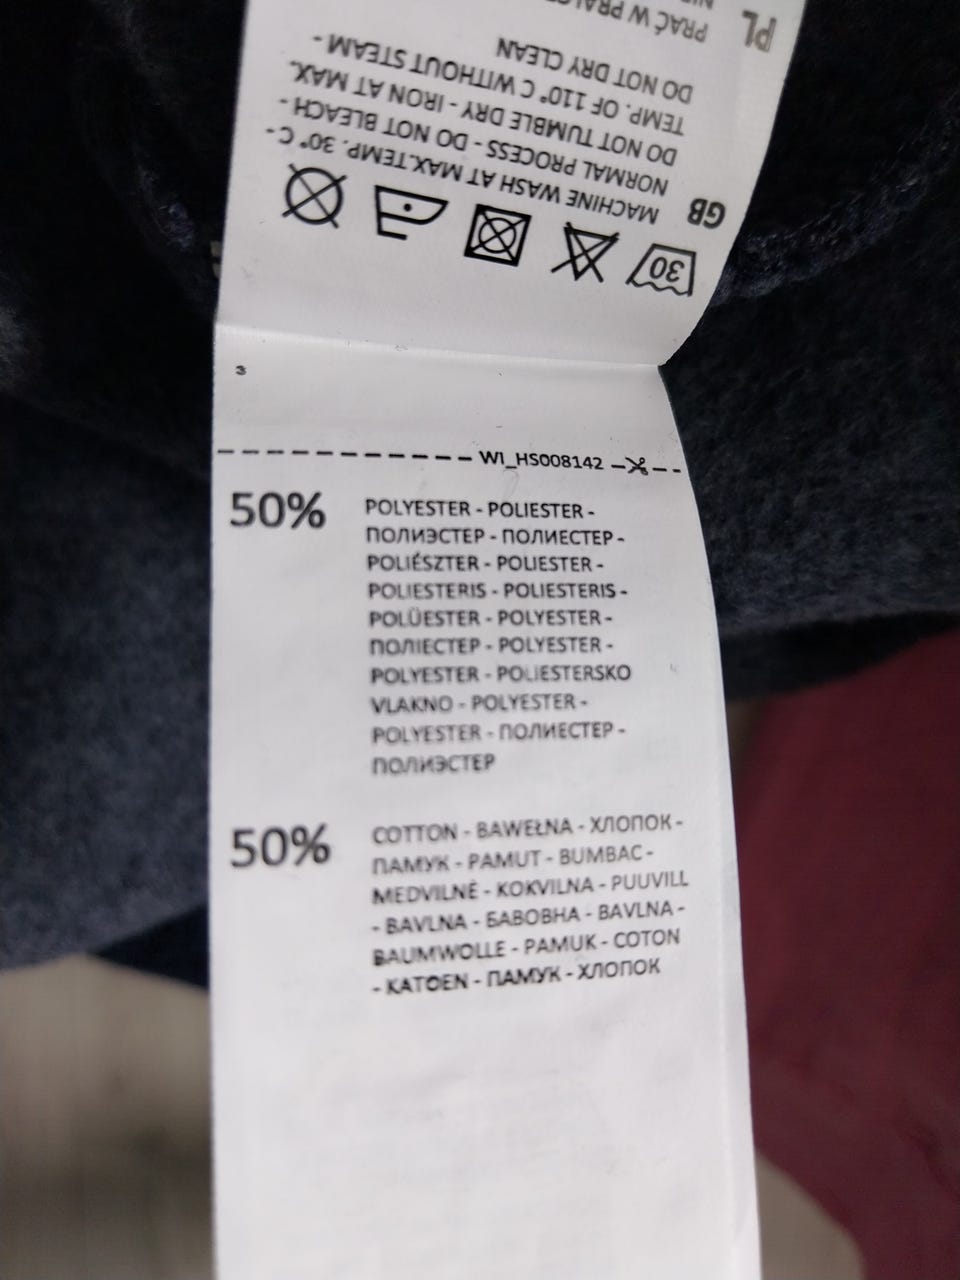 PL
PRAĆ W
GB
MACHINE WASH AT MAX.TEMP. 30° C -
NORMAL PROCESS - DO NOT BLEACH -
DO NOT TUMBLE DRY - IRON AT MAX.
TEMP. OF 110° C WITHOUT STEAM -
DO NOT DRY CLEAN
30
3
WI_HS008142
50% POLYESTER - POLIESTER -
ПОЛИЭСТЕР - ПОЛИЕСТЕР -
POLIÉSZTER - POLIESTER -
POLIESTERIS - POLIESTERIS -
POLÜESTER - POLYESTER -
ПОЛІЕСТЕР - POLYESTER -
POLYESTER - POLIESTERSKO
VLAKNO - POLYESTER -
POLYESTER - ПОЛИЕСТЕР -
ПОЛИЭСТЕР
50% COTTON - BAWEŁNA - ХЛОПОК -
ПАМУК - PAMUT - BUMBAC -
MEDVILNĖ - KOKVILNA - PUUVILL
- BAVLNA - БАВОВНА - BAVLNA -
BAUMWOLLE - PAMUK - COTON
- KATOEN - ПАМУК - ХЛОПОК